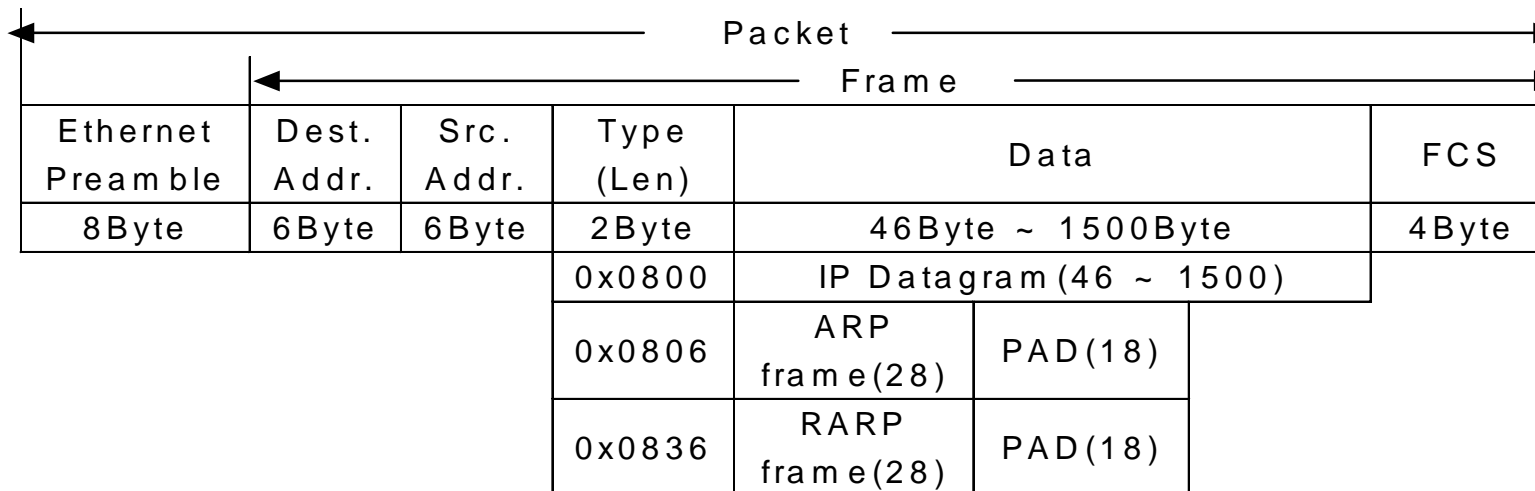 Packet
Frame
Ethernet Preamble Dest. Addr. Src. Addr. Type (Len) Data FCS
8Byte 6Byte 6Byte 2Byte 46Byte ~ 1500Byte 4Byte
0x0800 IP Datagram(46 ~ 1500)
0x0806 ARP frame(28) PAD(18)
0x0836 RARP frame(28) PAD(18)